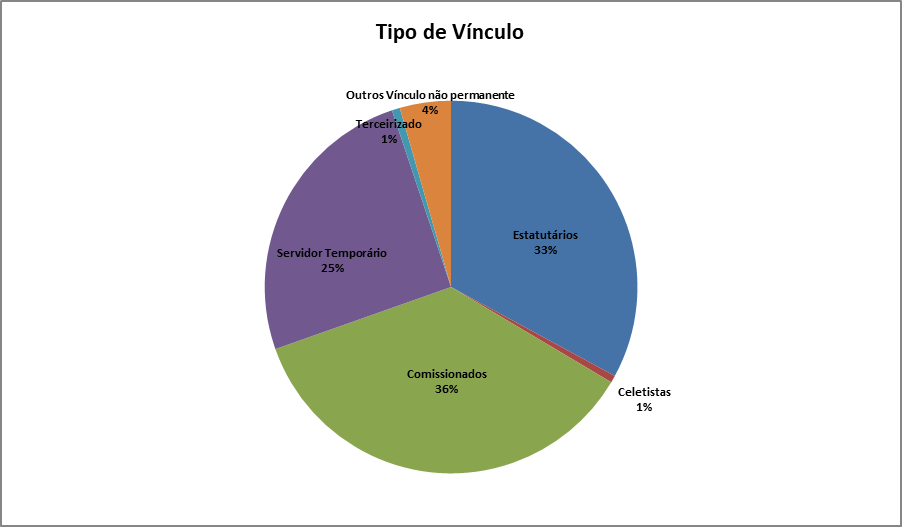 Tipo de Vínculo
Outros Vínculo não permanente
4%
Terceirizado
1%
Estatutários
33%
Servidor Temporário
25%
Comissionados
36%
Celetistas
1%